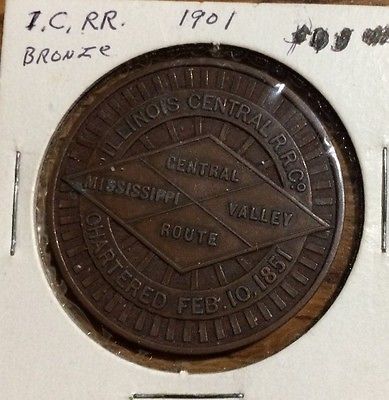 I.C, RR. 1901
BRONZE
ILLINOIS CENTRAL R.R.Co
CENTRAL
MISSISSIPPI VALLEY
ROUTE
CHARTERED FEB. 10, 1851